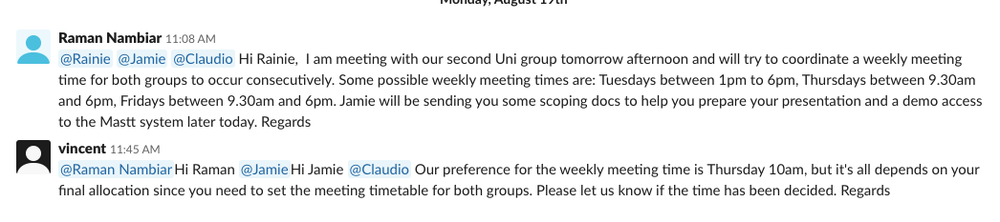 Monday, August 19th
Raman Nambiar 11:08 AM
@Rainie @Jamie @Claudio Hi Rainie,  I am meeting with our second Uni group tomorrow afternoon and will try to coordinate a weekly meeting
time for both groups to occur consecutively. Some possible weekly meeting times are: Tuesdays between 1pm to 6pm, Thursdays between 9.30am
and 6pm, Fridays between 9.30am and 6pm. Jamie will be sending you some scoping docs to help you prepare your presentation and a demo access
to the Mastt system later today. Regards
vincent 11:45 AM
@Raman Nambiar Hi Raman @Jamie Hi Jamie @Claudio Our preference for the weekly meeting time is Thursday 10am, but it's all depends on your
final allocation since you need to set the meeting timetable for both groups. Please let us know if the time has been decided. Regards